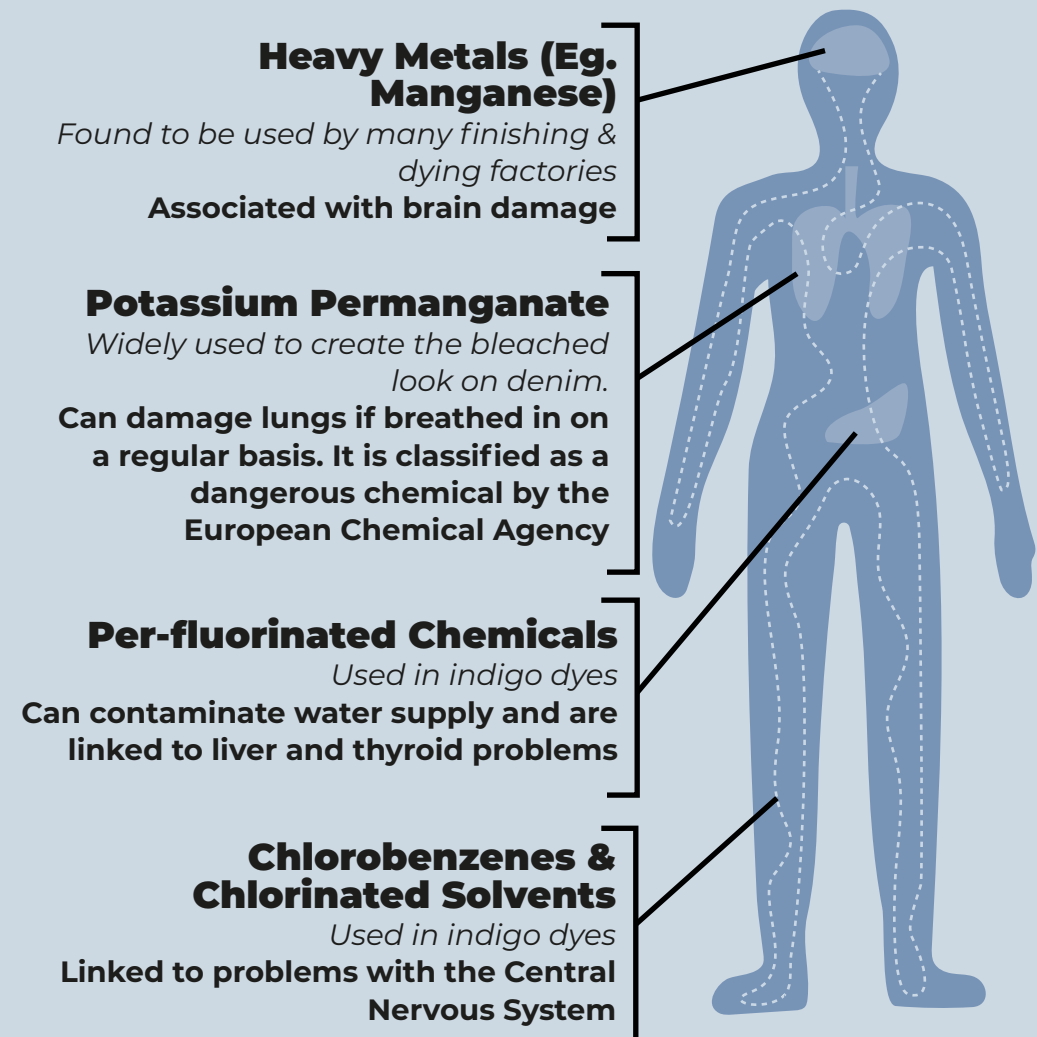 Heavy Metals (Eg.
Manganese)
Found to be used by many finishing &
dying factories
Associated with brain damage
Potassium Permanganate
Widely used to create the bleached
look on denim.
Can damage lungs if breathed in on
a regular basis. It is classified as a
dangerous chemical by the
European Chemical Agency
Per-fluorinated Chemicals
Used in indigo dyes
Can contaminate water supply and are
linked to liver and thyroid problems
Chlorobenzenes &
Chlorinated Solvents
Used in indigo dyes
Linked to problems with the Central
Nervous System